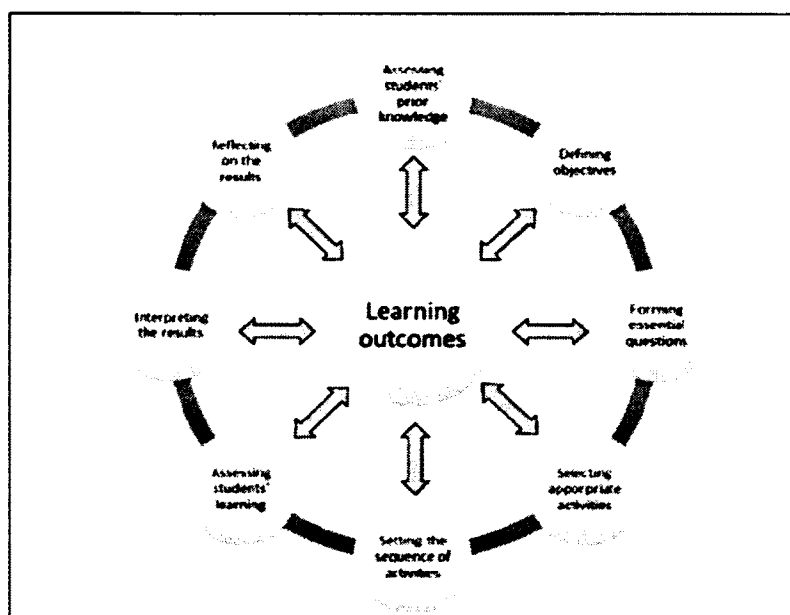 Assessing
students'
prior
knowledge
Defining
objectives
Forming
essential
questions
Selecting
apporpriate
activities
Setting the
sequence of
activities
Assessing
students'
learning
Interpreting
the results
Reflecting
on the
results
Learning
outcomes